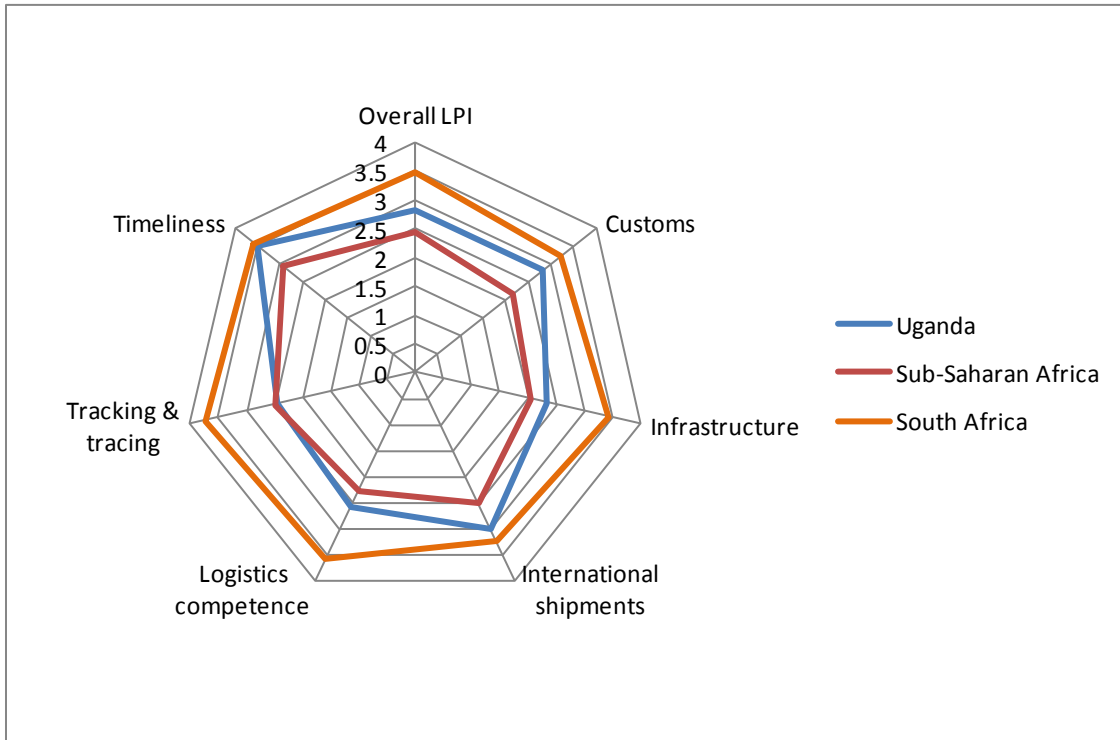 Overall LPI
4
3.5
3
2.5
2
1.5
1
0.5
0
Customs
Infrastructure
International
shipments
Logistics
competence
Tracking &
tracing
Timeliness
Uganda
Sub-Saharan Africa
South Africa